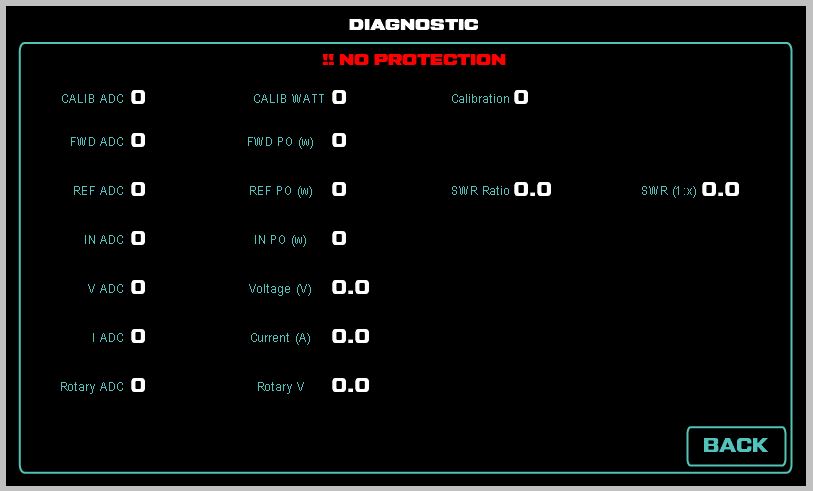 DIAGNOSTIC
!! NO PROTECTION
CALIB ADC 0 CALIB WATT 0 Calibration 0
FWD ADC 0 FWD PO (w) 0
REF ADC 0 REF PO (w) 0 SWR Ratio 0.0 SWR (1:x) 0.0
IN ADC 0 IN PO (w) 0
V ADC 0 Voltage (V) 0.0
I ADC 0 Current (A) 0.0
Rotary ADC 0 Rotary V 0.0
BACK